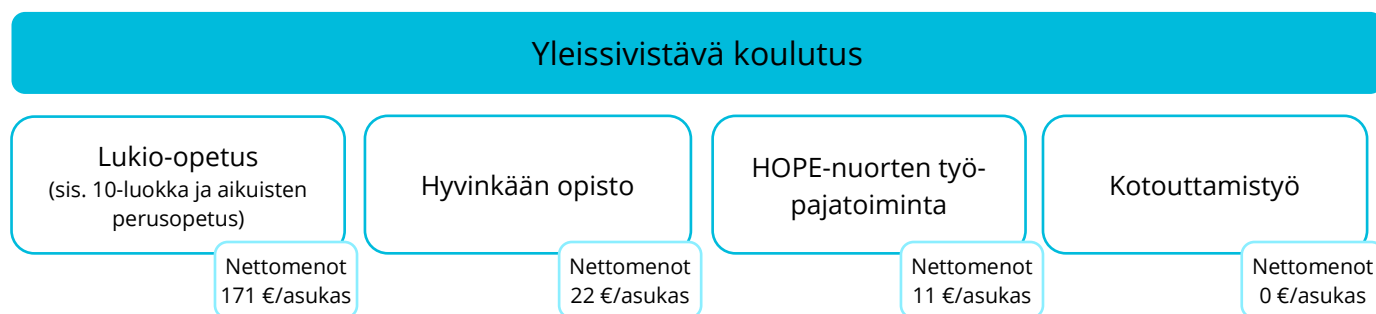 Yleissivistävä koulutus
Lukio-opetus
(sis. 10-luokka ja aikuisten
perusopetus)
Nettomenot
171 €/asukas
Hyvinkään opisto
Nettomenot
22 €/asukas
HOPE-nuorten työ-
pajatoiminta
Nettomenot
11 €/asukas
Kotouttamistyö
Nettomenot
0 €/asukas